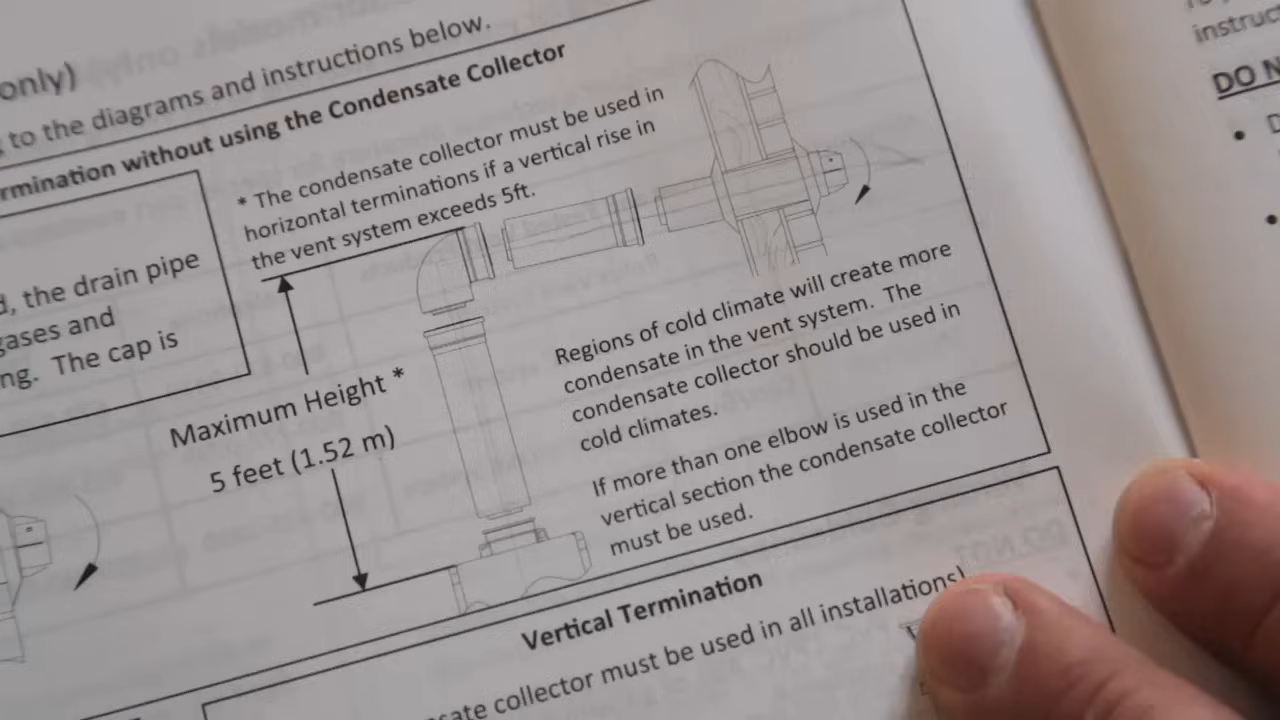 only)
to the diagrams and instructions below.
rmination without using the Condensate Collector
* The condensate collector must be used in
horizontal terminations if a vertical rise in
the vent system exceeds 5ft.
d, the drain pipe
gases and
ng. The cap is
Maximum Height *
5 feet (1.52 m)
Regions of cold climate will create more
condensate in the vent system. The
condensate collector should be used in
cold climates.
If more than one elbow is used in the
vertical section the condensate collector
must be used.
Vertical Termination
sate collector must be used in all installations)
instruc
DO N